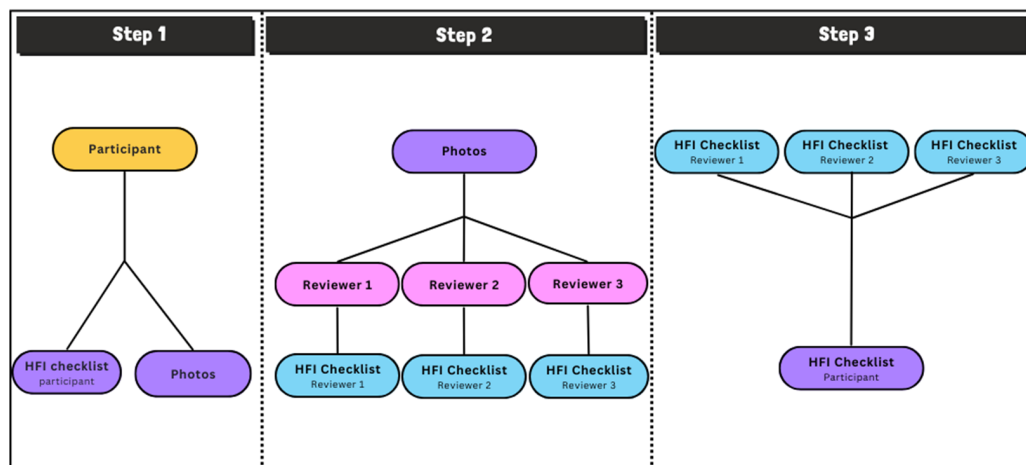 Step 1
Step 2
Step 3
Participant
HFI checklist
participant
Photos
Photos
Reviewer 1
Reviewer 2
Reviewer 3
HFI Checklist
Reviewer 1
HFI Checklist
Reviewer 2
HFI Checklist
Reviewer 3
HFI Checklist
Reviewer 1
HFI Checklist
Reviewer 2
HFI Checklist
Reviewer 3
HFI Checklist
Participant